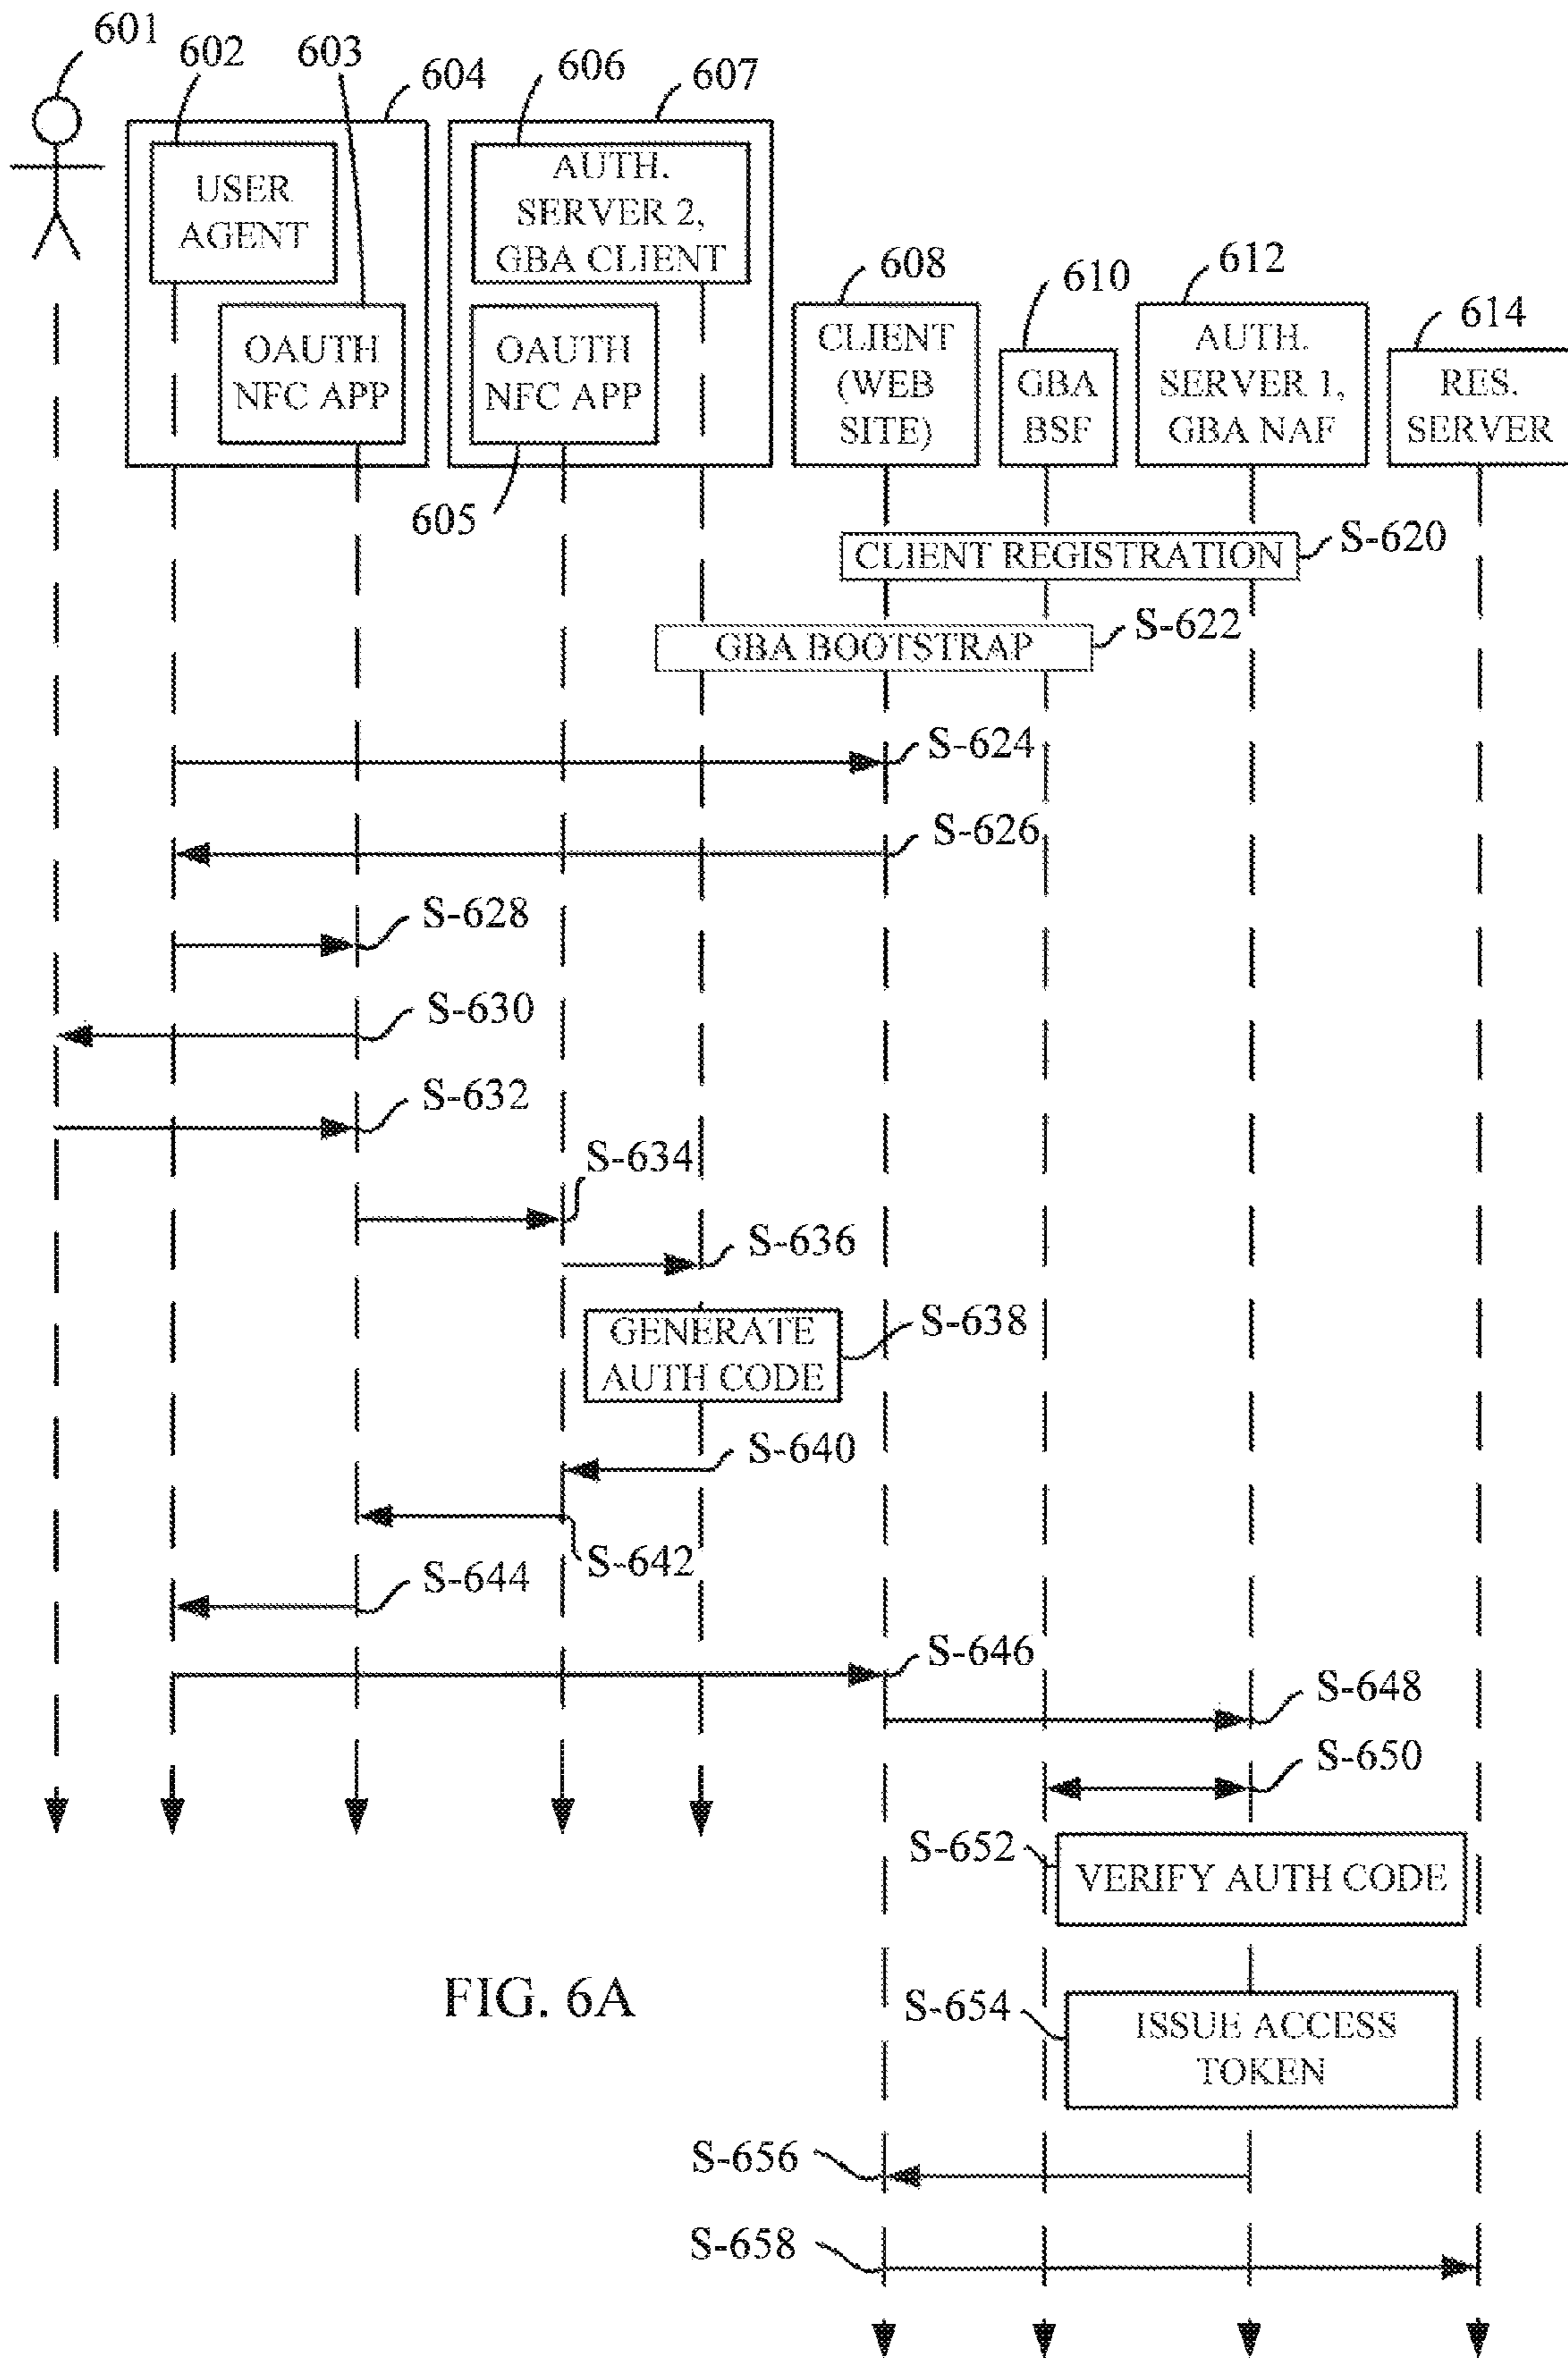 601
602
603
604
606
607
USER
AGENT
AUTH.
SERVER 2,
GBA CLIENT
608
610
612
614
OAUTH
NFC APP
OAUTH
NFC APP
CLIENT
(WEB
SITE)
GBA
BSF
AUTH.
SERVER 1,
GBA NAF
RES.
SERVER
605
CLIENT REGISTRATION
S-620
GBA BOOTSTRAP
S-622
S-624
S-626
S-628
S-630
S-632
S-634
S-636
GENERATE
AUTH CODE
S-638
S-640
S-642
S-644
S-646
S-648
S-650
S-652
VERIFY AUTH CODE
FIG. 6A
S-654
ISSUE ACCESS
TOKEN
S-656
S-658